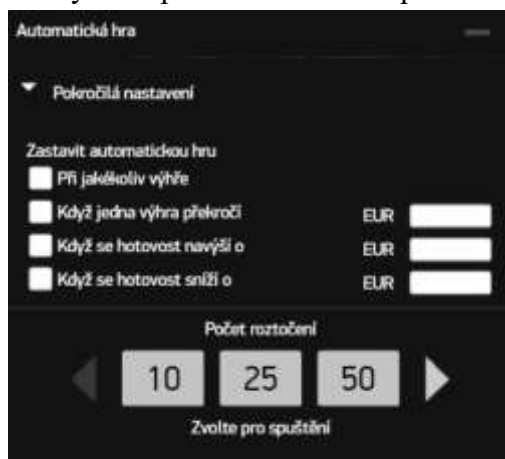 Automatická hra
Pokročilá nastavení
Zastavit automatickou hru
Při jakékoliv výhře
Když jedna výhra překročí EUR
Když se hotovost navýší o EUR
Když se hotovost sníží o EUR
Počet roztočení
10 25 50
Zvolte pro spuštění